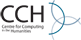 CCH
Centre for Computing
in the Humanities